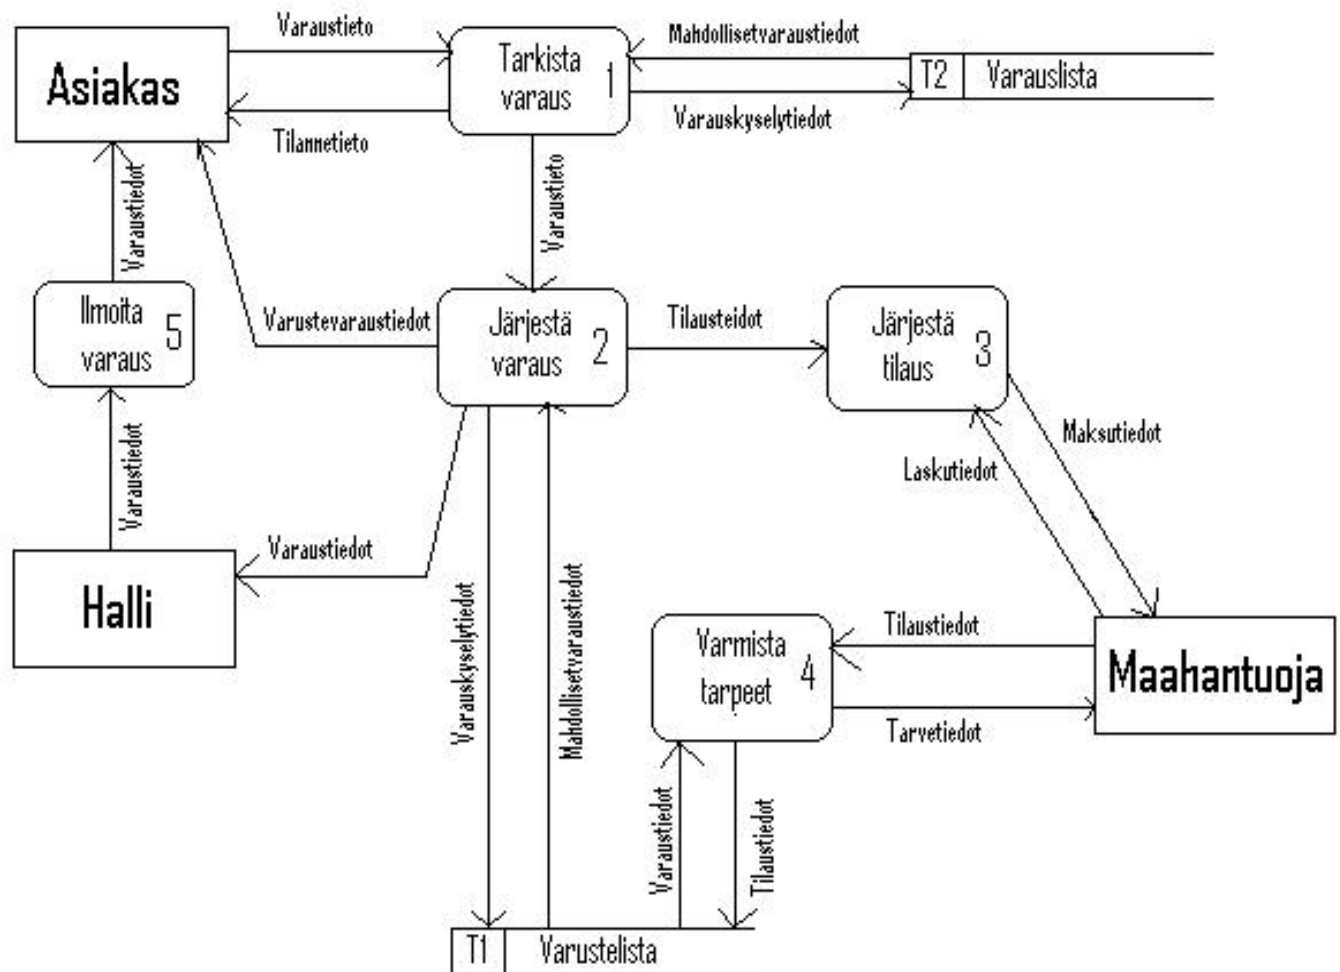 Varaustieto
Asiakas
Tilannetieto
Tarkista
varaus
1
Mahdollisetvaraustiedot
T2
Varauslista
Varauskyselytiedot
Varaustiedot
Varaustieto
Ilmoita
varaus
5
Varustevaraustiedot
Järjestä
varaus
2
Tilausteidot
Järjestä
tilaus
3
Maksutiedot
Laskutiedot
Varaustiedot
Varaustiedot
Halli
Varauskyselytiedot
Mahdollisetvaraustiedot
Varmista
tarpeet
4
Tilaustiedot
Maahantuoja
Tarvetiedot
Varaustiedot
Tilaustiedot
T1
Varustelista